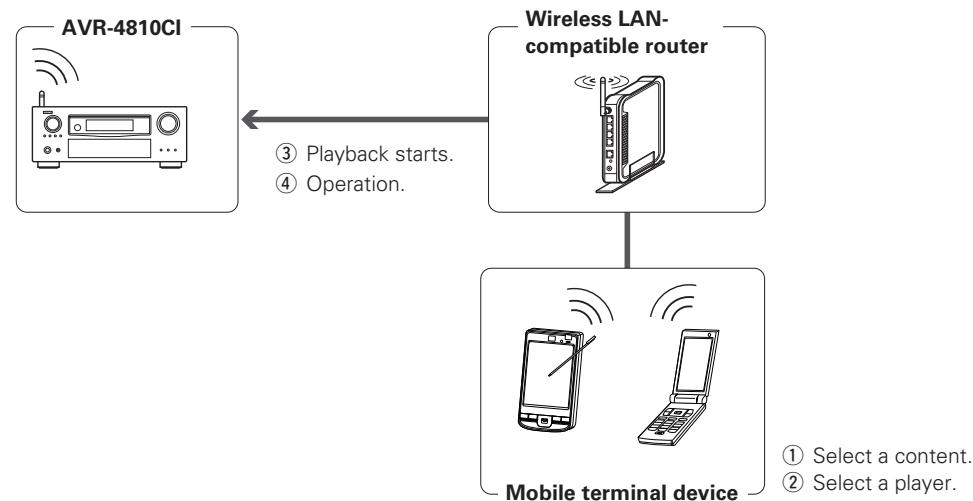 AVR-4810CI
Wireless LAN-
compatible router
③ Playback starts.
④ Operation.
① Select a content.
② Select a player.
Mobile terminal device